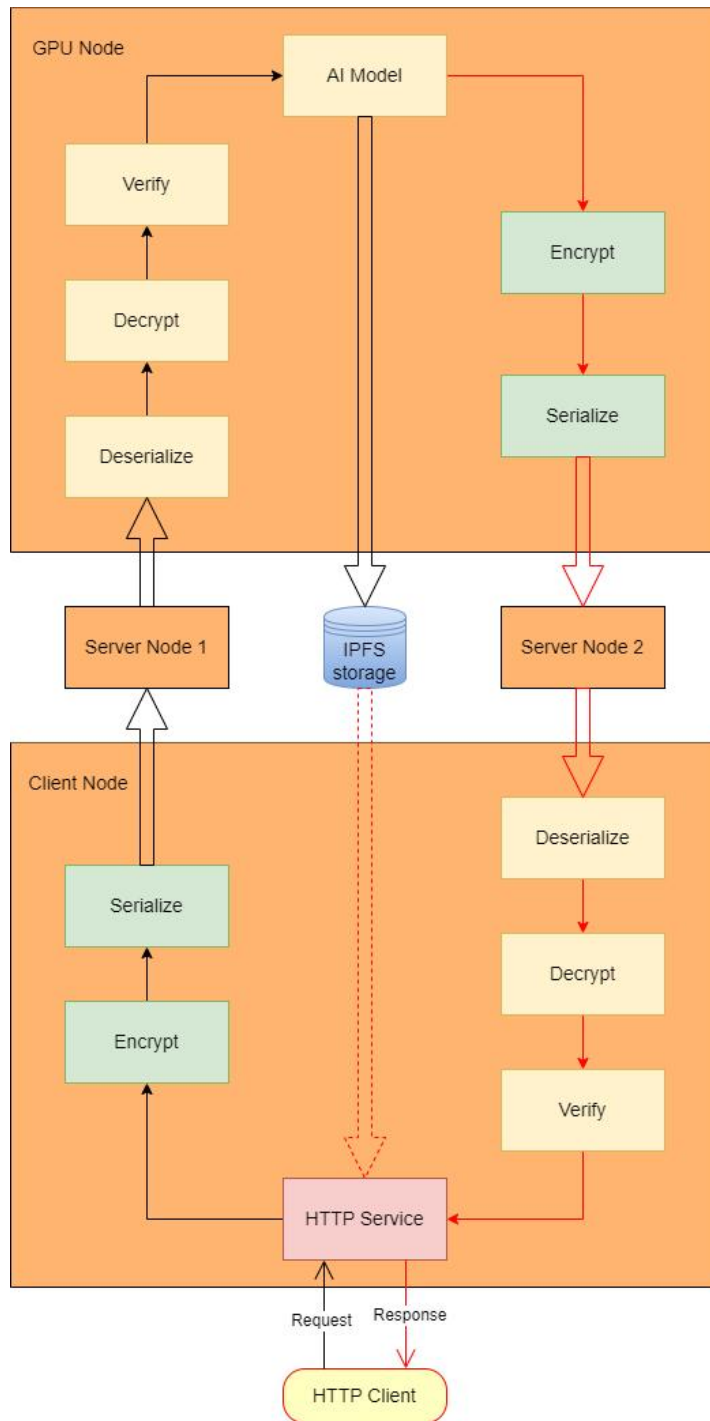 GPU Node
AI Model
Verify
Encrypt
Decrypt
Serialize
Deserialize
Server Node 1
IPFS
storage
Server Node 2
Client Node
Deserialize
Serialize
Decrypt
Encrypt
Verify
HTTP Service
Request
Response
HTTP Client